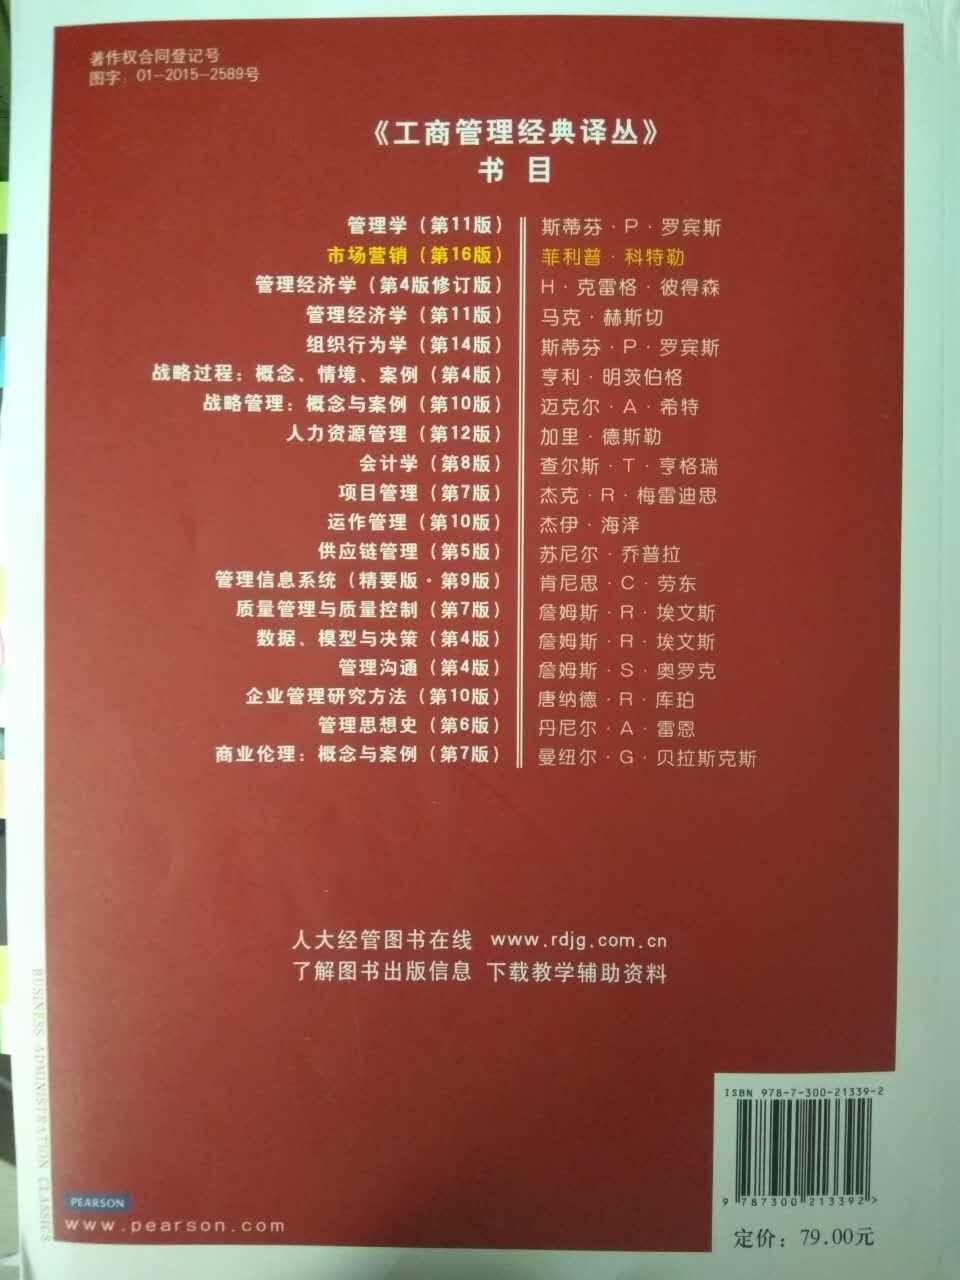 著作权合同登记号
图字：01-2015-2589号
《工商管理经典译丛》
书 目
管理学（第11版） 斯蒂芬·P·罗宾斯
市场营销（第16版） 菲利普·科特勒
管理经济学（第4版修订版） H·克雷格·彼得森
管理经济学（第11版） 马克·赫斯切
组织行为学（第14版） 斯蒂芬·P·罗宾斯
战略过程：概念、情境、案例（第4版） 亨利·明茨伯格
战略管理：概念与案例（第10版） 迈克尔·A·希特
人力资源管理（第12版） 加里·德斯勒
会计学（第8版） 查尔斯·T·亨格瑞
项目管理（第7版） 杰克·R·梅雷迪思
运作管理（第10版） 杰伊·海泽
供应链管理（第5版） 苏尼尔·乔普拉
管理信息系统（精要版·第9版） 肯尼思·C·劳东
质量管理与质量控制（第7版） 詹姆斯·R·埃文斯
数据、模型与决策（第4版） 詹姆斯·R·埃文斯
管理沟通（第4版） 詹姆斯·S·奥罗克
企业管理研究方法（第10版） 唐纳德·R·库珀
管理思想史（第6版） 丹尼尔·A·雷恩
商业伦理：概念与案例（第7版） 曼纽尔·G·贝拉斯克斯
人大经管图书在线 www.rdjg.com.cn
了解图书出版信息 下载教学辅助资料
BUSINESS ADMINISTRATION CLASSICS
ISBN 978-7-300-21339-2
9 787300 213392>
定价：79.00元
PEARSON
www.pearson.com